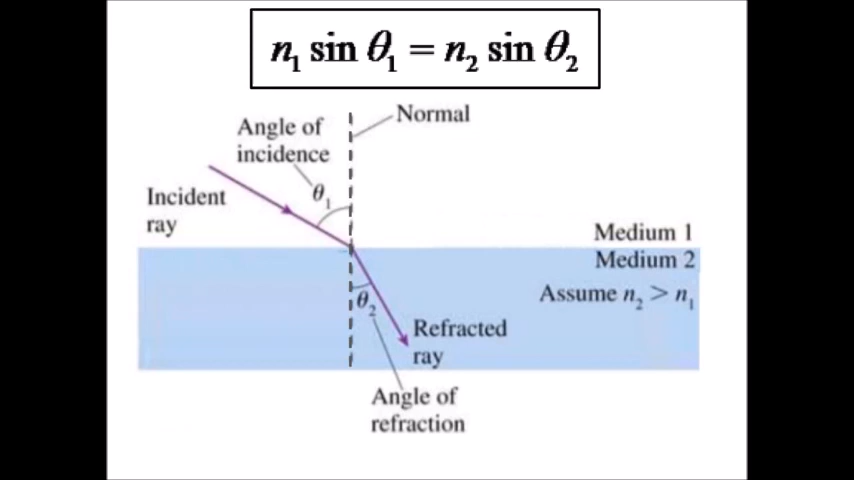 n₁ sin θ₁ = n₂ sin θ₂
Normal
Angle of
incidence
θ₁
Incident
ray
Medium 1
Medium 2
Assume n₂ > n₁
θ₂
Refracted
ray
Angle of
refraction